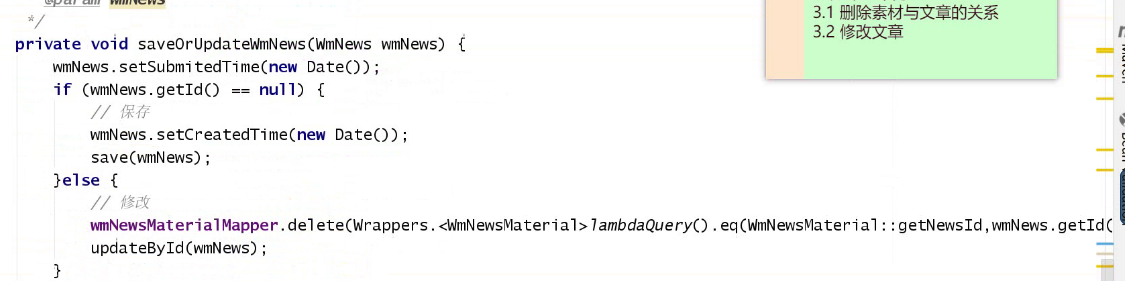 @param wmNews
*/
private void saveOrUpdateWmNews(WmNews wmNews) {
wmNews.setSubmitedTime(new Date());
if (wmNews.getId() == null) {
// 保存
wmNews.setCreatedTime(new Date());
save(wmNews);
}else {
// 修改
wmNewsMaterialMapper.delete(Wrappers.<WmNewsMaterial>lambdaQuery().eq(WmNewsMaterial::getNewsId,wmNews.getId(
updateById(wmNews);
}
3.1 删除素材与文章的关系
3.2 修改文章
Maven